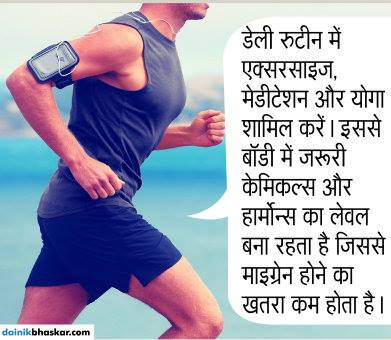 डेली रुटीन में
एक्सरसाइज,
मेडीटेशन और योगा
शामिल करें। इससे
बॉडी में जरूरी
केमिकल्स और
हार्मोन्स का लेवल
बना रहता है जिससे
माइग्रेन होने का
खतरा कम होता है।
dainikbhaskar.com